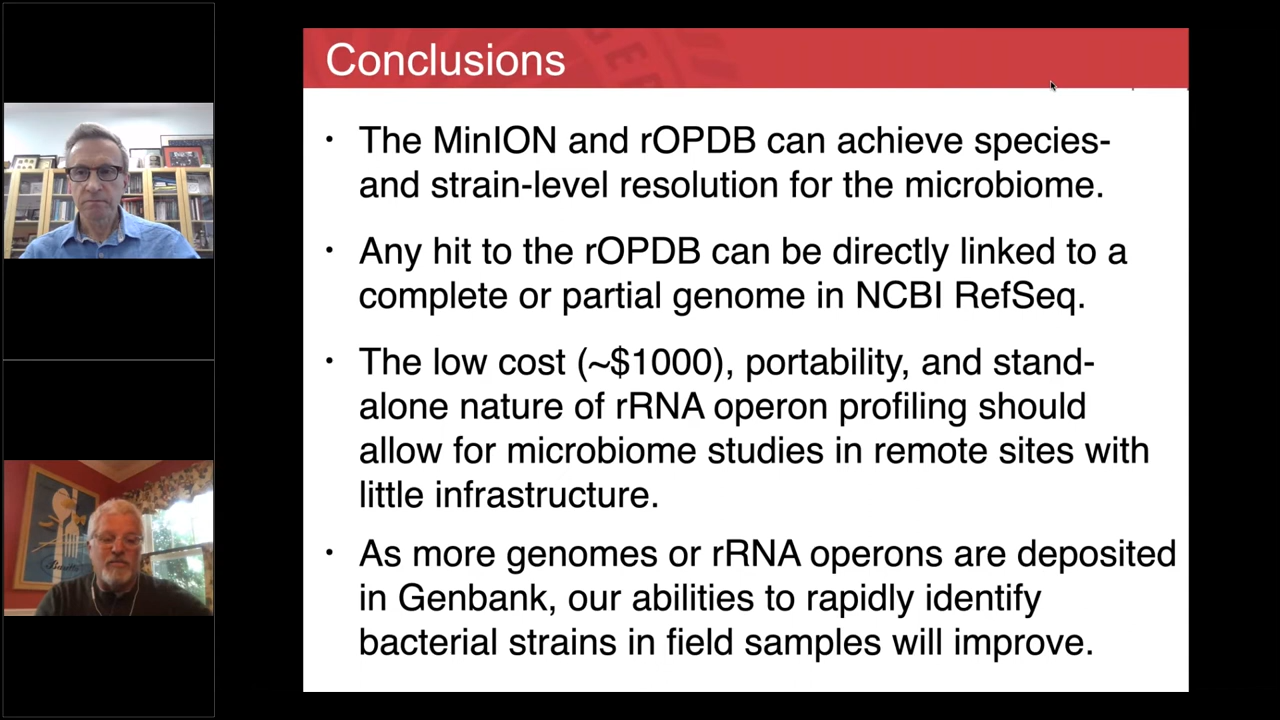 Conclusions
• The MinION and rOPDB can achieve species-
and strain-level resolution for the microbiome.
• Any hit to the rOPDB can be directly linked to a
complete or partial genome in NCBI RefSeq.
• The low cost (~$1000), portability, and stand-
alone nature of rRNA operon profiling should
allow for microbiome studies in remote sites with
little infrastructure.
• As more genomes or rRNA operons are deposited
in Genbank, our abilities to rapidly identify
bacterial strains in field samples will improve.